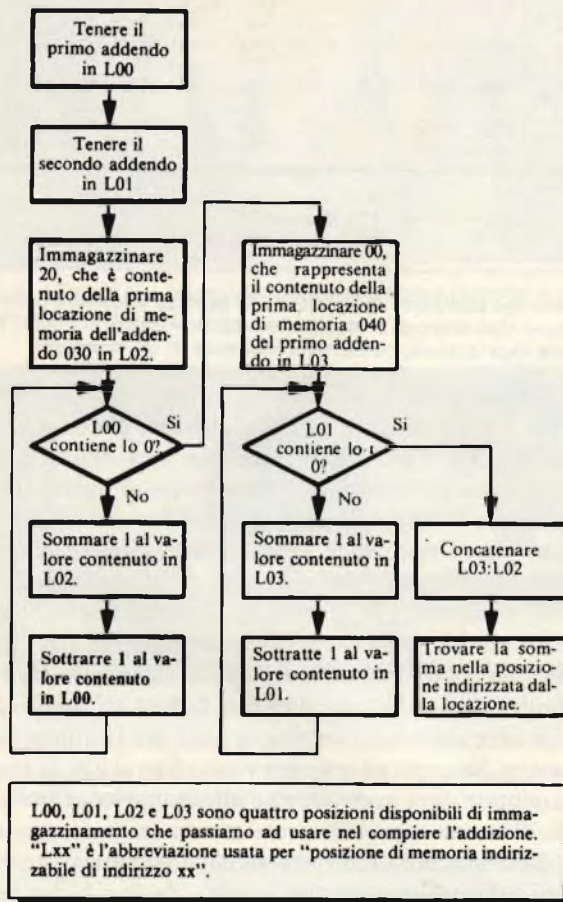 Tenere il
primo addendo
in L00
Tenere il
secondo addendo
in L01
Immagazzinare
20, che è conte-
nuto della prima
locazione di me-
moria dell'adden-
do 030 in L02.
L00
contiene lo 0?
Si
No
Sommare 1 al va-
lore contenuto in
L02.
Sottrarre 1 al va-
lore contenuto
in L00.
Immagazzinare 00,
che rappresenta
il contenuto della
prima locazione
di memoria 040
del primo adden-
do in L03
L01
contiene lo
0?
Si
No
Sommare 1 al va-
lore contenuto in
L03.
Sottratte 1 al va-
lore contenuto in
L01.
Concatenare
L03:L02
Trovare la som-
ma nella posizio-
ne indirizzata dal-
la locazione.
L00, L01, L02 e L03 sono quattro posizioni disponibili di imma-
gazzinamento che passiamo ad usare nel compiere l'addizione.
"Lxx" è l'abbreviazione usata per "posizione di memoria indiriz-
zabile di indirizzo xx".